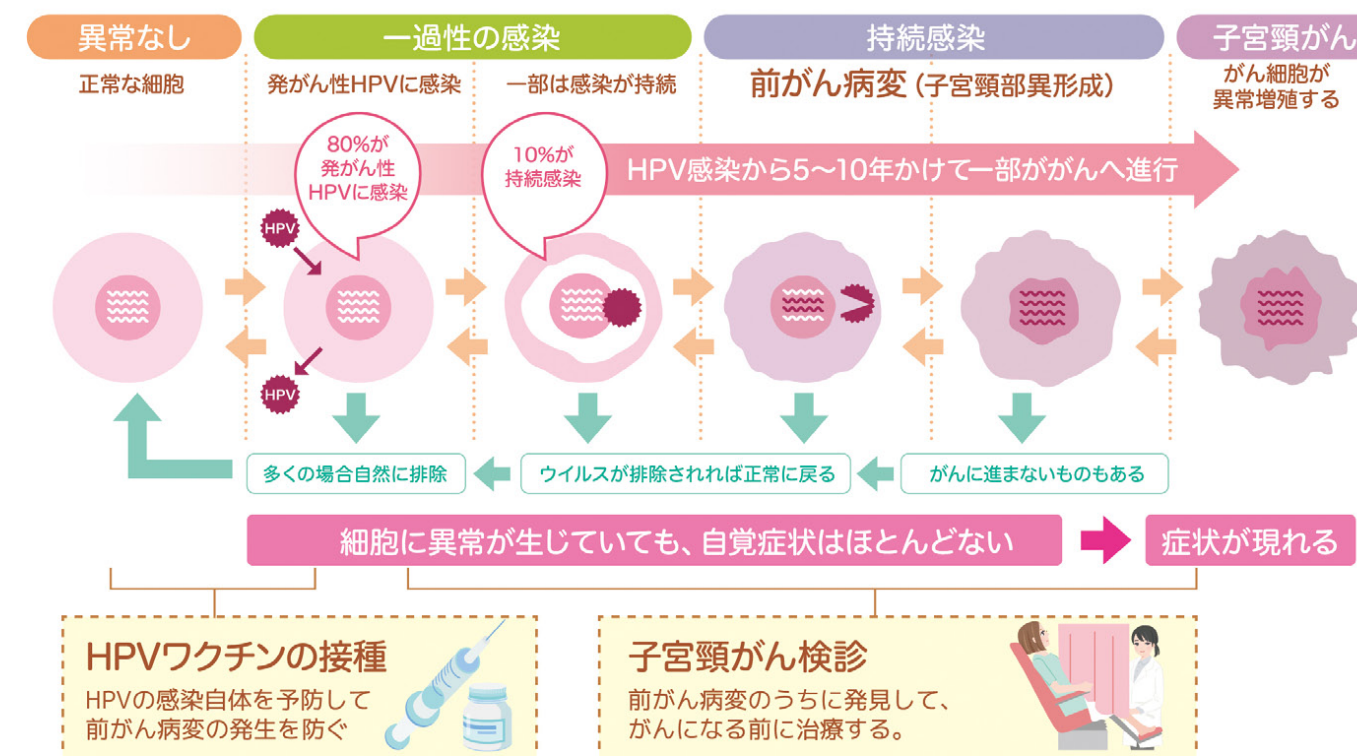 異常なし
一過性の感染
持続感染
子宮頸がん
正常な細胞
発がん性HPVに感染
一部は感染が持続
前がん病変（子宮頸部異形成）
がん細胞が
異常増殖する
80%が
発がん性
HPVに感染
10%が
持続感染
HPV感染から5〜10年かけて一部ががんへ進行
HPV
HPV
多くの場合自然に排除
ウイルスが排除されれば正常に戻る
がんに進まないものもある
細胞に異常が生じていても、自覚症状はほとんどない
症状が現れる
HPVワクチンの接種
HPVの感染自体を予防して
前がん病変の発生を防ぐ
子宮頸がん検診
前がん病変のうちに発見して、
がんになる前に治療する。